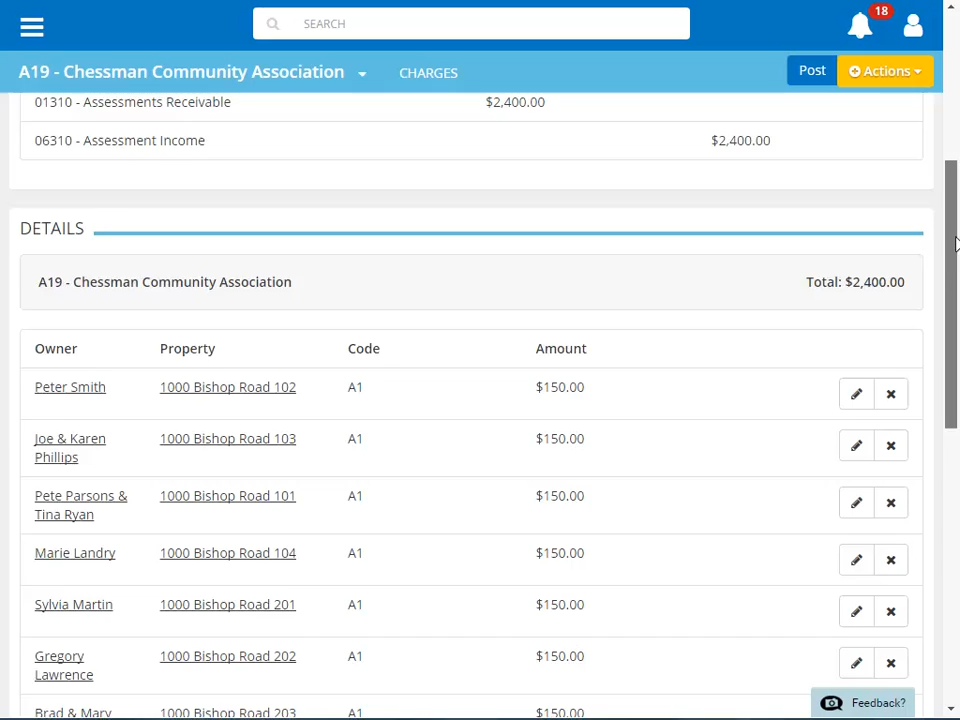 SEARCH
18
A19 - Chessman Community Association
CHARGES
Post
Actions
01310 - Assessments Receivable $2,400.00
06310 - Assessment Income $2,400.00
DETAILS
A19 - Chessman Community Association Total: $2,400.00
Owner Property Code Amount
Peter Smith 1000 Bishop Road 102 A1 $150.00
Joe & Karen 1000 Bishop Road 103 A1 $150.00
Phillips
Pete Parsons & 1000 Bishop Road 101 A1 $150.00
Tina Ryan
Marie Landry 1000 Bishop Road 104 A1 $150.00
Sylvia Martin 1000 Bishop Road 201 A1 $150.00
Gregory 1000 Bishop Road 202 A1 $150.00
Lawrence
Brad & Mary 1000 Bishop Road 203 A1 $150.00
Feedback?